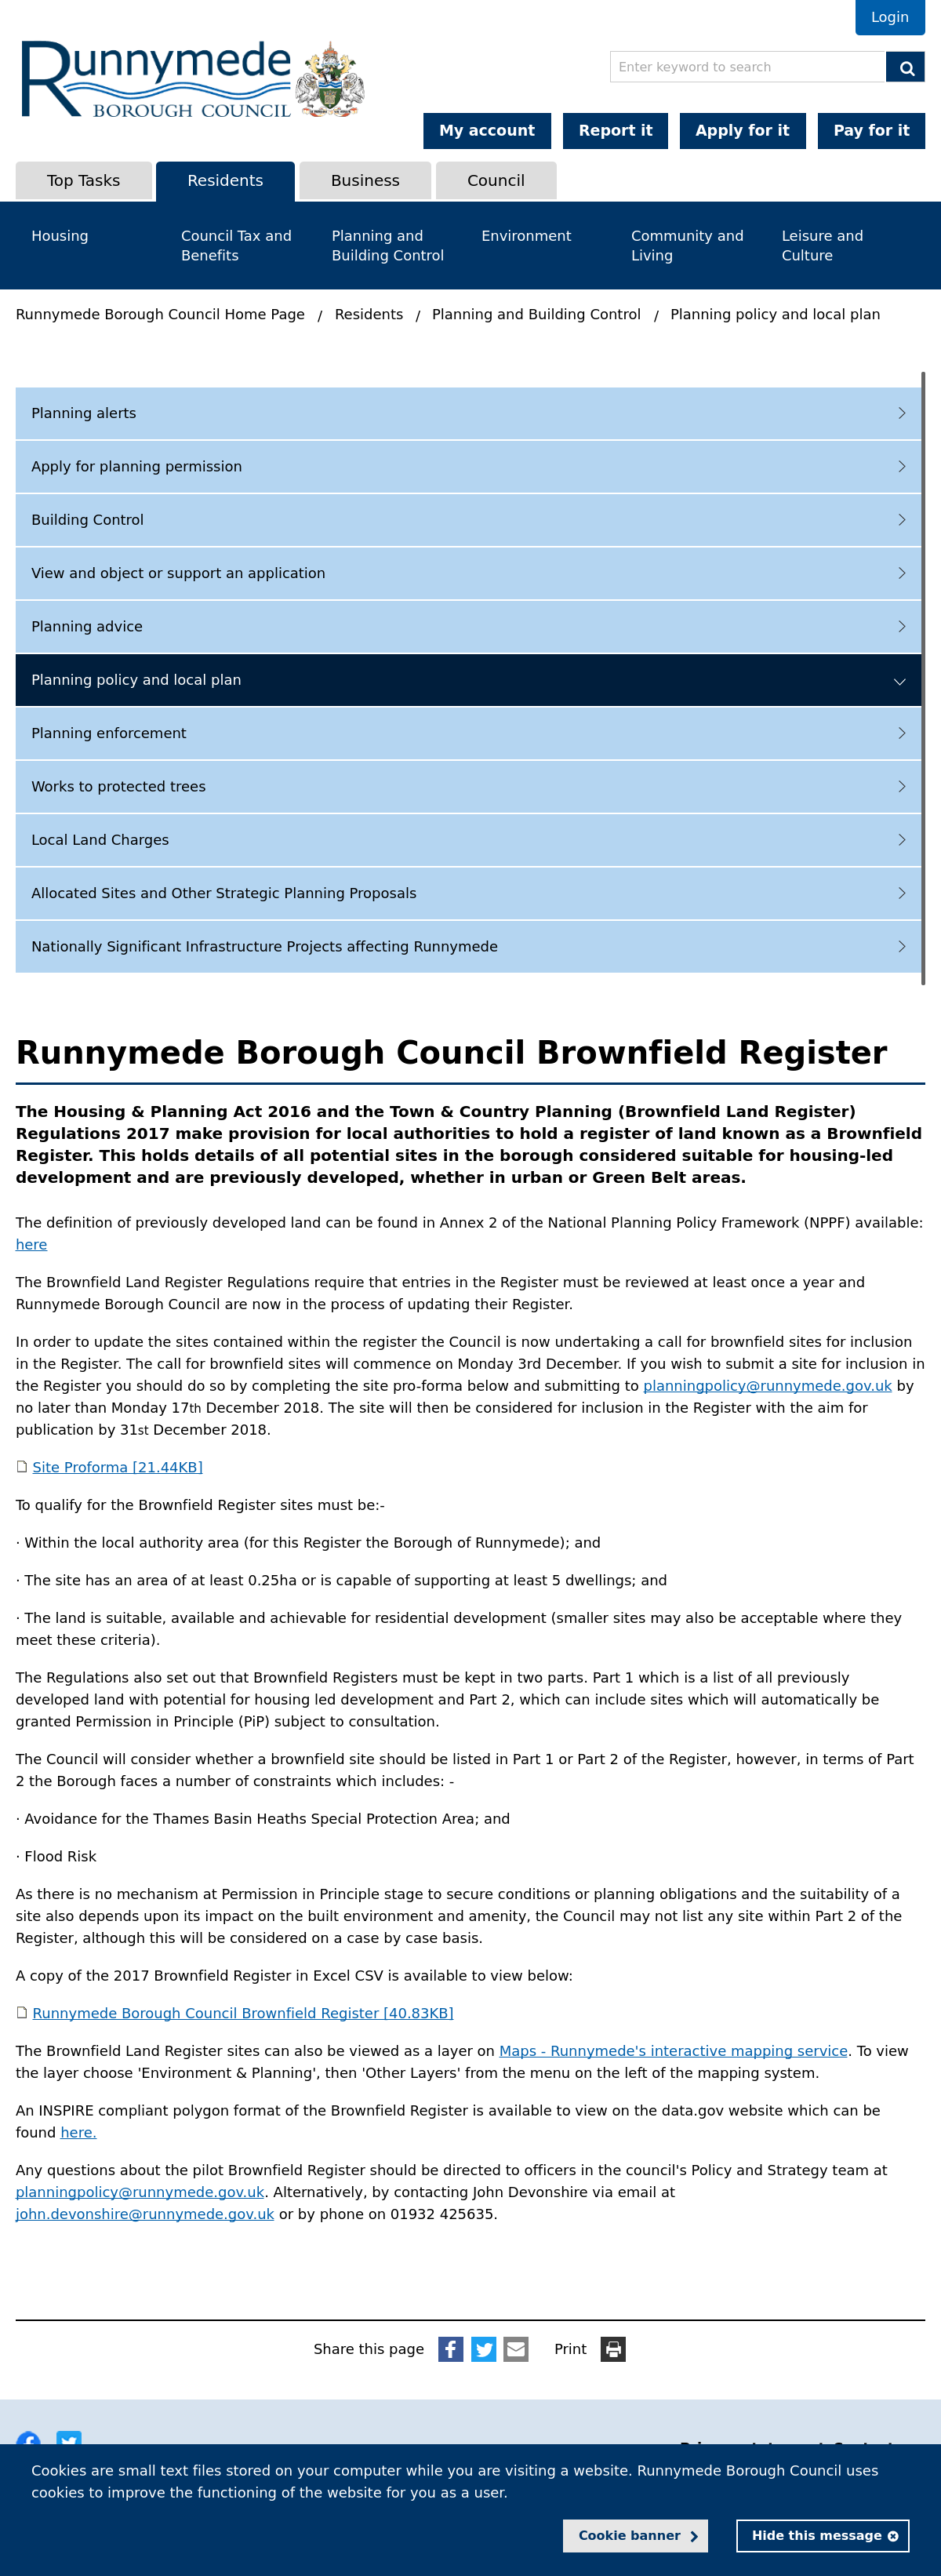 Login
Runnymede
BOROUGH COUNCIL
Enter keyword to search
My account
Report it
Apply for it
Pay for it
Top Tasks
Residents
Business
Council
Housing
Council Tax and
Benefits
Planning and
Building Control
Environment
Community and
Living
Leisure and
Culture
Runnymede Borough Council Home Page / Residents / Planning and Building Control / Planning policy and local plan
Planning alerts
Apply for planning permission
Building Control
View and object or support an application
Planning advice
Planning policy and local plan
Planning enforcement
Works to protected trees
Local Land Charges
Allocated Sites and Other Strategic Planning Proposals
Nationally Significant Infrastructure Projects affecting Runnymede
Runnymede Borough Council Brownfield Register
The Housing & Planning Act 2016 and the Town & Country Planning (Brownfield Land Register)
Regulations 2017 make provision for local authorities to hold a register of land known as a Brownfield
Register. This holds details of all potential sites in the borough considered suitable for housing-led
development and are previously developed, whether in urban or Green Belt areas.
The definition of previously developed land can be found in Annex 2 of the National Planning Policy Framework (NPPF) available:
here
The Brownfield Land Register Regulations require that entries in the Register must be reviewed at least once a year and
Runnymede Borough Council are now in the process of updating their Register.
In order to update the sites contained within the register the Council is now undertaking a call for brownfield sites for inclusion
in the Register. The call for brownfield sites will commence on Monday 3rd December. If you wish to submit a site for inclusion in
the Register you should do so by completing the site pro-forma below and submitting to planningpolicy@runnymede.gov.uk by
no later than Monday 17th December 2018. The site will then be considered for inclusion in the Register with the aim for
publication by 31st December 2018.
Site Proforma [21.44KB]
To qualify for the Brownfield Register sites must be:-
· Within the local authority area (for this Register the Borough of Runnymede); and
· The site has an area of at least 0.25ha or is capable of supporting at least 5 dwellings; and
· The land is suitable, available and achievable for residential development (smaller sites may also be acceptable where they
meet these criteria).
The Regulations also set out that Brownfield Registers must be kept in two parts. Part 1 which is a list of all previously
developed land with potential for housing led development and Part 2, which can include sites which will automatically be
granted Permission in Principle (PiP) subject to consultation.
The Council will consider whether a brownfield site should be listed in Part 1 or Part 2 of the Register, however, in terms of Part
2 the Borough faces a number of constraints which includes: -
· Avoidance for the Thames Basin Heaths Special Protection Area; and
· Flood Risk
As there is no mechanism at Permission in Principle stage to secure conditions or planning obligations and the suitability of a
site also depends upon its impact on the built environment and amenity, the Council may not list any site within Part 2 of the
Register, although this will be considered on a case by case basis.
A copy of the 2017 Brownfield Register in Excel CSV is available to view below:
Runnymede Borough Council Brownfield Register [40.83KB]
The Brownfield Land Register sites can also be viewed as a layer on Maps - Runnymede's interactive mapping service. To view
the layer choose 'Environment & Planning', then 'Other Layers' from the menu on the left of the mapping system.
An INSPIRE compliant polygon format of the Brownfield Register is available to view on the data.gov website which can be
found here.
Any questions about the pilot Brownfield Register should be directed to officers in the council's Policy and Strategy team at
planningpolicy@runnymede.gov.uk. Alternatively, by contacting John Devonshire via email at
john.devonshire@runnymede.gov.uk or by phone on 01932 425635.
Share this page
Print
Cookies are small text files stored on your computer while you are visiting a website. Runnymede Borough Council uses
cookies to improve the functioning of the website for you as a user.
Cookie banner
Hide this message